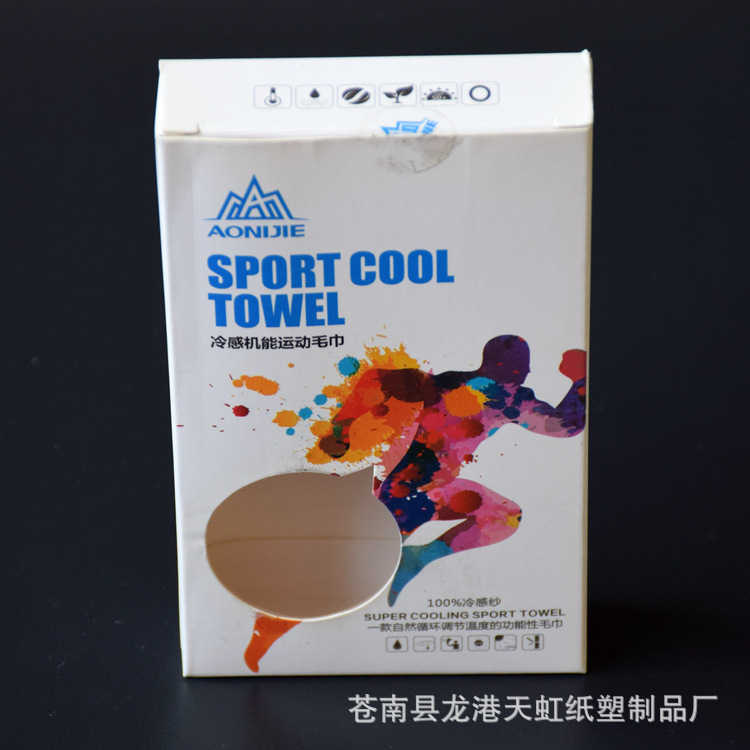 AONIJIE
SPORT COOL
TOWEL
冷感机能运动毛巾
100%冷感纱
SUPER COOLING SPORT TOWEL
一款自然循环调节温度的功能性毛巾
苍南县龙港天虹纸塑制品厂